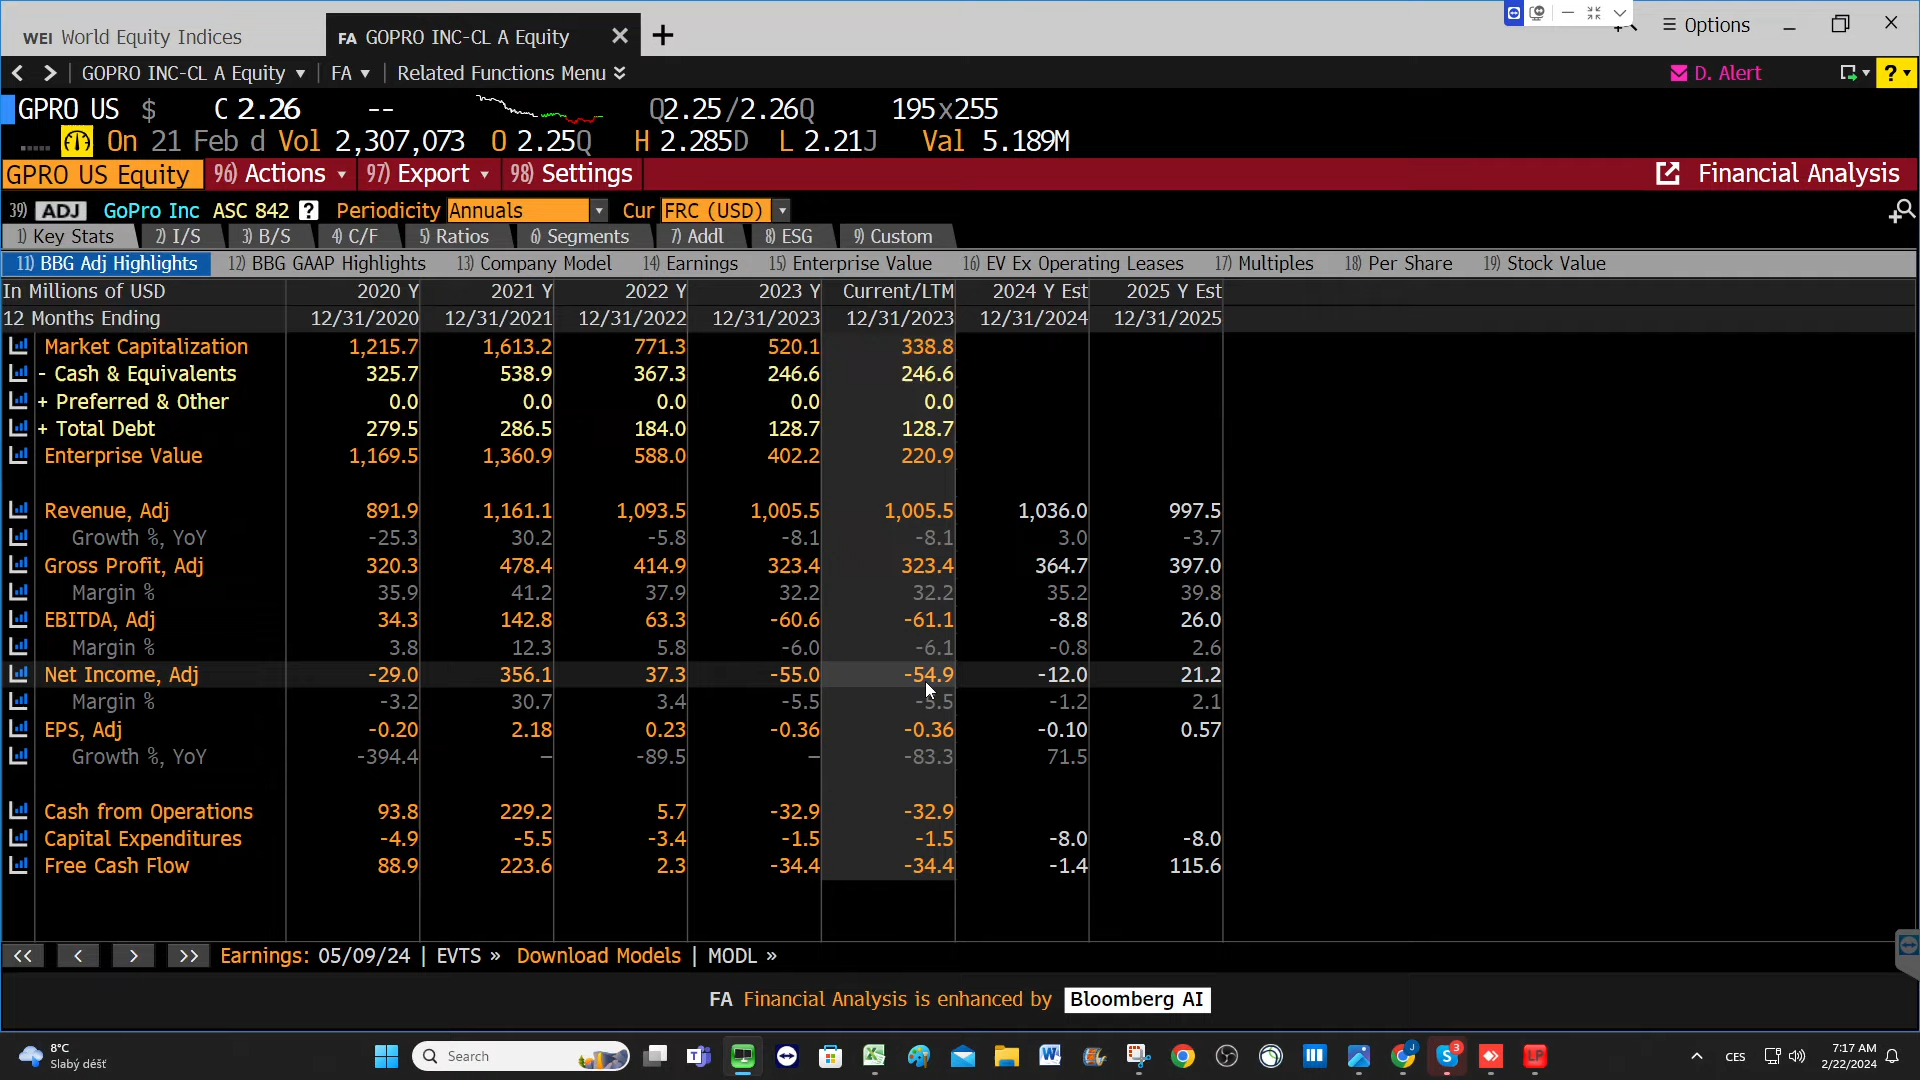 WEI World Equity Indices FA GOPRO INC-CL A Equity
Options
GOPRO INC-CL A Equity FA Related Functions Menu D. Alert ?
GPRO US $ C 2.26 -- Q2.25/2.26Q 195x255
On 21 Feb d Vol 2,307,073 O 2.25Q H 2.285D L 2.21J Val 5.189M
GPRO US Equity 96) Actions 97) Export 98) Settings Financial Analysis
39) ADJ GoPro Inc ASC 842 ? Periodicity Annuals Cur FRC (USD)
1) Key Stats 2) I/S 3) B/S 4) C/F 5) Ratios 6) Segments 7) Addl 8) ESG 9) Custom
11) BBG Adj Highlights 12) BBG GAAP Highlights 13) Company Model 14) Earnings 15) Enterprise Value 16) EV Ex Operating Leases 17) Multiples 18) Per Share 19) Stock Value
In Millions of USD 2020 Y 2021 Y 2022 Y 2023 Y Current/LTM 2024 Y Est 2025 Y Est
12 Months Ending 12/31/2020 12/31/2021 12/31/2022 12/31/2023 12/31/2023 12/31/2024 12/31/2025
Market Capitalization 1,215.7 1,613.2 771.3 520.1 338.8
- Cash & Equivalents 325.7 538.9 367.3 246.6 246.6
+ Preferred & Other 0.0 0.0 0.0 0.0 0.0
+ Total Debt 279.5 286.5 184.0 128.7 128.7
Enterprise Value 1,169.5 1,360.9 588.0 402.2 220.9
Revenue, Adj 891.9 1,161.1 1,093.5 1,005.5 1,005.5 1,036.0 997.5
Growth %, YoY -25.3 30.2 -5.8 -8.1 -8.1 3.0 -3.7
Gross Profit, Adj 320.3 478.4 414.9 323.4 323.4 364.7 397.0
Margin % 35.9 41.2 37.9 32.2 32.2 35.2 39.8
EBITDA, Adj 34.3 142.8 63.3 -60.6 -61.1 -8.8 26.0
Margin % 3.8 12.3 5.8 -6.0 -6.1 -0.8 2.6
Net Income, Adj -29.0 356.1 37.3 -55.0 -54.9 -12.0 21.2
Margin % -3.2 30.7 3.4 -5.5 -5.5 -1.2 2.1
EPS, Adj -0.20 2.18 0.23 -0.36 -0.36 -0.10 0.57
Growth %, YoY -394.4 — -89.5 — -83.3 71.5
Cash from Operations 93.8 229.2 5.7 -32.9 -32.9
Capital Expenditures -4.9 -5.5 -3.4 -1.5 -1.5 -8.0 -8.0
Free Cash Flow 88.9 223.6 2.3 -34.4 -34.4 -1.4 115.6
<< < > >> Earnings: 05/09/24 | EVTS » Download Models | MODL »
FA Financial Analysis is enhanced by Bloomberg AI
8°C
Slabý déšť
Search
3
CES
7:17 AM
2/22/2024